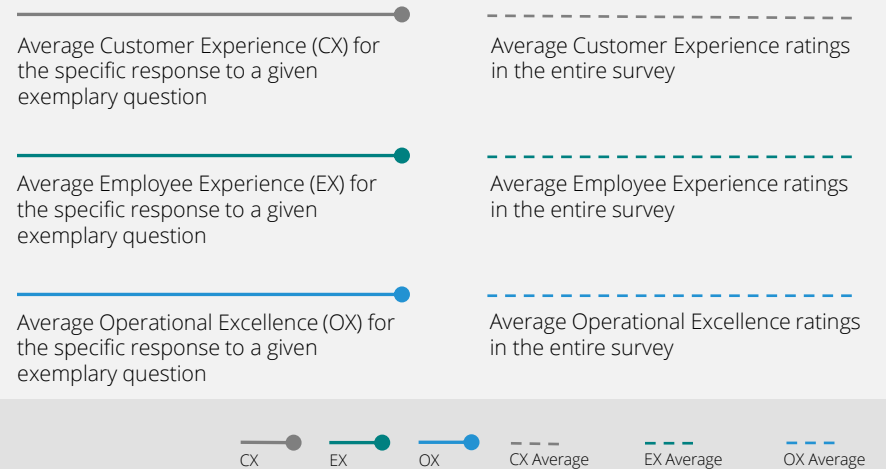 Average Customer Experience (CX) for
the specific response to a given
exemplary question
Average Customer Experience ratings
in the entire survey
Average Employee Experience (EX) for
the specific response to a given
exemplary question
Average Employee Experience ratings
in the entire survey
Average Operational Excellence (OX) for
the specific response to a given
exemplary question
Average Operational Excellence ratings
in the entire survey
CX EX OX CX Average EX Average OX Average